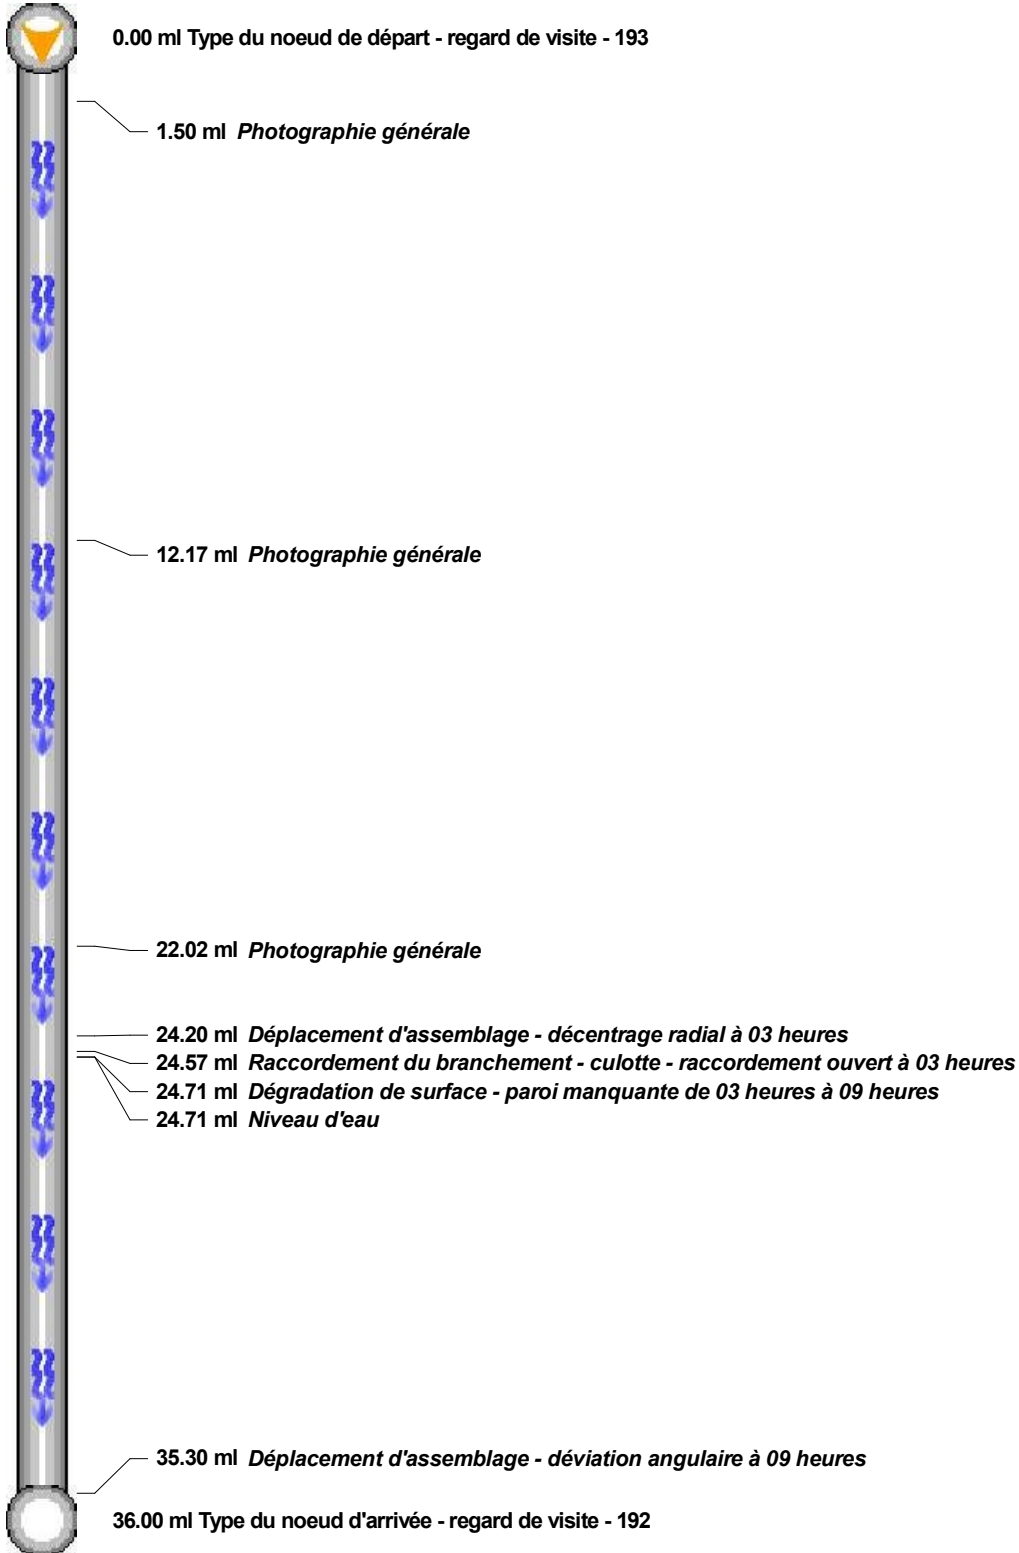 0.00 ml Type du noeud de départ - regard de visite - 193
1.50 ml Photographie générale
12.17 ml Photographie générale
22.02 ml Photographie générale
24.20 ml Déplacement d'assemblage - décentrage radial à 03 heures
24.57 ml Raccordement du branchement - culotte - raccordement ouvert à 03 heures
24.71 ml Dégradation de surface - paroi manquante de 03 heures à 09 heures
24.71 ml Niveau d'eau
35.30 ml Déplacement d'assemblage - déviation angulaire à 09 heures
36.00 ml Type du noeud d'arrivée - regard de visite - 192